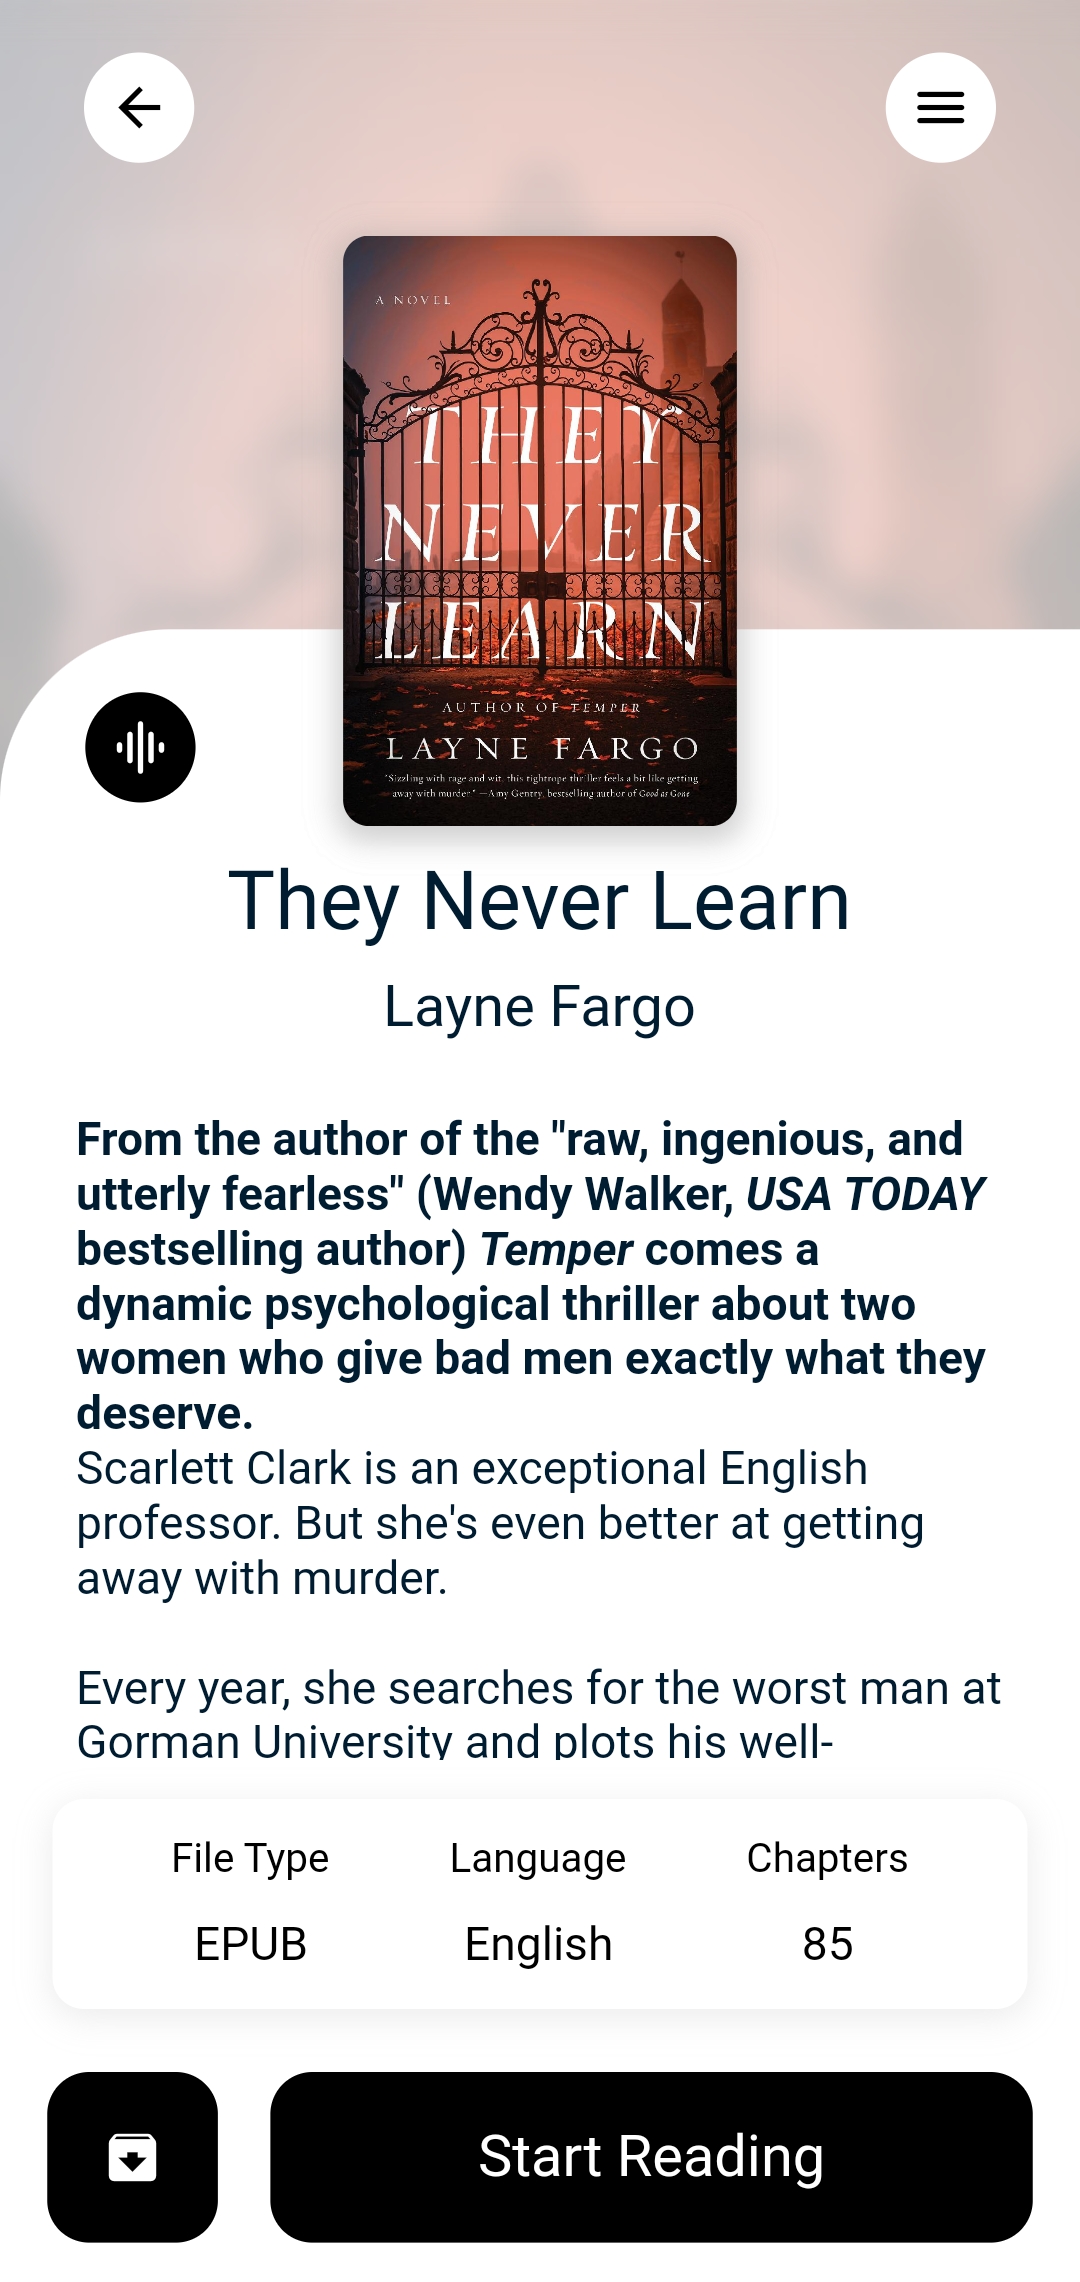 A NOVEL
THEY
NEVER
LEARN
AUTHOR OF TEMPER
LAYNE FARGO
"Sizzling with rage and wit, this tightrope thriller feels a bit like getting
away with murder." —Amy Gentry, bestselling author of Good as Gone
They Never Learn
Layne Fargo
From the author of the "raw, ingenious, and
utterly fearless" (Wendy Walker, USA TODAY
bestselling author) Temper comes a
dynamic psychological thriller about two
women who give bad men exactly what they
deserve.
Scarlett Clark is an exceptional English
professor. But she's even better at getting
away with murder.
Every year, she searches for the worst man at
Gorman University and plots his well-
File Type Language Chapters
EPUB English 85
Start Reading